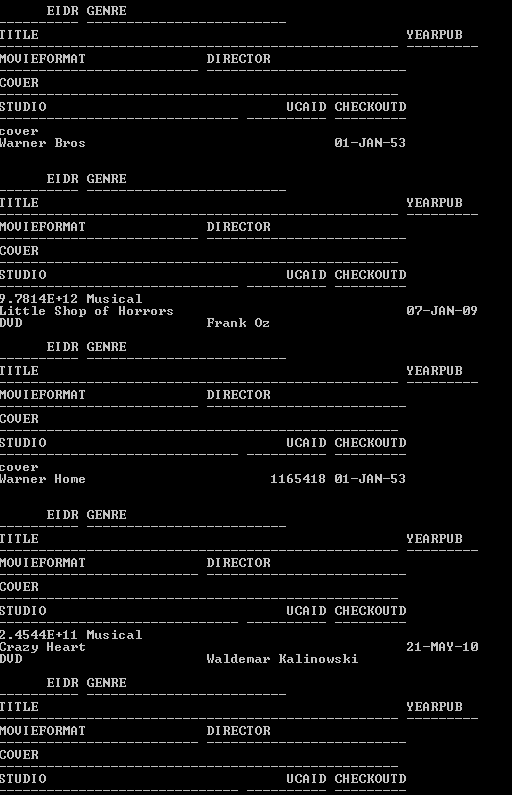 EIDR GENRE
TITLE YEARPUB
MOVIEFORMAT DIRECTOR
COVER
STUDIO UCAID CHECKOUTD
cover
Warner Bros 01-JAN-53
EIDR GENRE
TITLE YEARPUB
MOVIEFORMAT DIRECTOR
COVER
STUDIO UCAID CHECKOUTD
9.7814E+12 Musical
Little Shop of Horrors 07-JAN-09
DVD Frank Oz
EIDR GENRE
TITLE YEARPUB
MOVIEFORMAT DIRECTOR
COVER
STUDIO UCAID CHECKOUTD
cover
Warner Home 1165418 01-JAN-53
EIDR GENRE
TITLE YEARPUB
MOVIEFORMAT DIRECTOR
COVER
STUDIO UCAID CHECKOUTD
2.4544E+11 Musical
Crazy Heart 21-MAY-10
DVD Waldemar Kalinowski
EIDR GENRE
TITLE YEARPUB
MOVIEFORMAT DIRECTOR
COVER
STUDIO UCAID CHECKOUTD